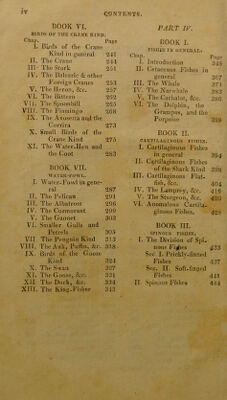 iv CONTENTS.
BOOK VI.
BIRDS OF THE CRANE KIND.
Chap. Page
I. Birds of the Crane
Kind in general 241
II. The Crane 244
III. The Stork 251
IV. The Balearic & other
Foreign Cranes 253
V. The Heron, &c. 257
VI. The Bittern 262
VII. The Spoonbill 265
VIII. The Flamingo 268
IX. The Avosetta and the
Correira 273
X. Small Birds of the
Crane Kind 275
XI. The Water-Hen and
the Coot 283
BOOK VII.
WATER-FOWL.
I. Water-Fowl in gene-
ral 287
II. The Pelican 291
III. The Albatross 296
IV. The Cormorant 299
V. The Gannet 303
VI. Smaller Gulls and
Petrels 305
VII The Penguin Kind 313
VIII. The Auk, Puffin, &c. 318
IX. Birds of the Goose
Kind 324
X. The Swan 327
XI. The Goose, &c. 331
XII The Duck, &c. 334
XIII. The King-Fisher 343
PART IV.
BOOK I.
FISHES IN GENERAL.
Chap. Page
I. Introduction 348
II. Cetaceous Fishes in
general 367
III. The Whale 371
IV. The Narwhale 383
V. The Cachalot, &c. 386
VI. The Dolphin, the
Grampus, and the
Porpoise 389
BOOK II.
CARTILAGINOUS FISHES.
I. Cartilaginous Fishes
in general 394
II. Cartilaginous Fishes
of the Shark Kind 398
III. Cartilaginous Flat-
fish, &c. 404
IV. The Lamprey, &c. 416
V. The Sturgeon, &c. 420
VI. Anomalous Cartila-
ginous Fishes, 425
BOOK III.
SPINOUS FISHES.
I. The Division of Spi-
nous Fishes 433
Sec I. Prickly-finned
Fishes 437
Sec. II. Soft-finned
Fishes 441
II. Spinous Fishes 444